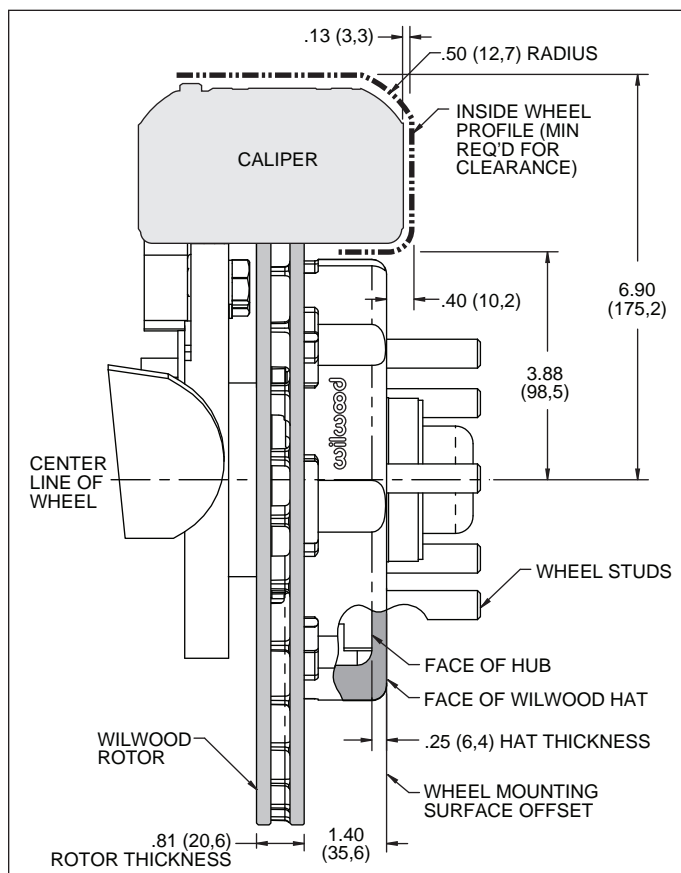 .13 (3,3)
.50 (12,7) RADIUS
INSIDE WHEEL
PROFILE (MIN
REQ'D FOR
CLEARANCE)
CALIPER
6.90
(175,2)
.40 (10,2)
3.88
(98,5)
wilwood
CENTER
LINE OF
WHEEL
WHEEL STUDS
FACE OF HUB
FACE OF WILWOOD HAT
WILWOOD
ROTOR
.25 (6,4) HAT THICKNESS
WHEEL MOUNTING
SURFACE OFFSET
.81 (20,6)
ROTOR THICKNESS
1.40
(35,6)